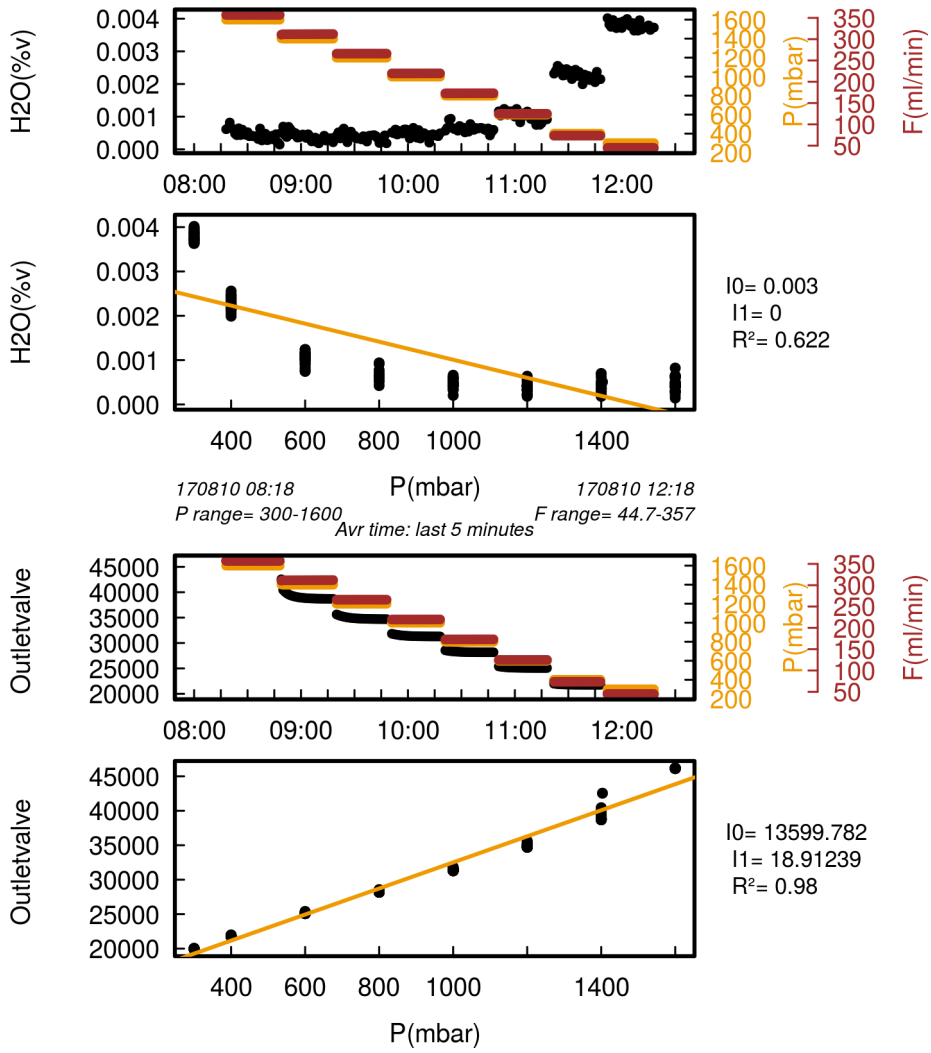 H2O(%v)
0.004
0.003
0.002
0.001
0.000
08:00 09:00 10:00 11:00 12:00
1600
1400
1200
1000
800
600
400
200
P(mbar)
350
300
250
200
150
100
50
F(ml/min)
H2O(%v)
0.004
0.003
0.002
0.001
0.000
400 600 800 1000 1400
P(mbar)
I0= 0.003
I1= 0
R²= 0.622
170810 08:18 170810 12:18
P range= 300-1600 F range= 44.7-357
Avr time: last 5 minutes
Outletvalve
45000
40000
35000
30000
25000
20000
08:00 09:00 10:00 11:00 12:00
1600
1400
1200
1000
800
600
400
200
P(mbar)
350
300
250
200
150
100
50
F(ml/min)
Outletvalve
45000
40000
35000
30000
25000
20000
400 600 800 1000 1400
P(mbar)
I0= 13599.782
I1= 18.91239
R²= 0.98